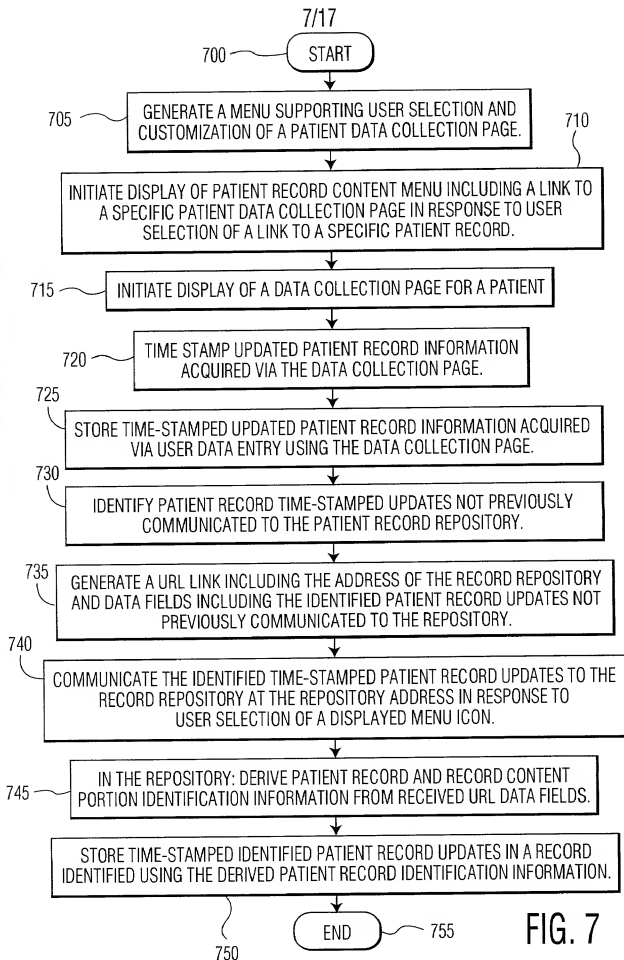 7/17
700
START
705
GENERATE A MENU SUPPORTING USER SELECTION AND
CUSTOMIZATION OF A PATIENT DATA COLLECTION PAGE.
710
INITIATE DISPLAY OF PATIENT RECORD CONTENT MENU INCLUDING A LINK TO
A SPECIFIC PATIENT DATA COLLECTION PAGE IN RESPONSE TO USER
SELECTION OF A LINK TO A SPECIFIC PATIENT RECORD.
715
INITIATE DISPLAY OF A DATA COLLECTION PAGE FOR A PATIENT
720
TIME STAMP UPDATED PATIENT RECORD INFORMATION
ACQUIRED VIA THE DATA COLLECTION PAGE.
725
STORE TIME-STAMPED UPDATED PATIENT RECORD INFORMATION ACQUIRED
VIA USER DATA ENTRY USING THE DATA COLLECTION PAGE.
730
IDENTIFY PATIENT RECORD TIME-STAMPED UPDATES NOT PREVIOUSLY
COMMUNICATED TO THE PATIENT RECORD REPOSITORY.
735
GENERATE A URL LINK INCLUDING THE ADDRESS OF THE RECORD REPOSITORY
AND DATA FIELDS INCLUDING THE IDENTIFIED PATIENT RECORD UPDATES NOT
PREVIOUSLY COMMUNICATED TO THE REPOSITORY.
740
COMMUNICATE THE IDENTIFIED TIME-STAMPED PATIENT RECORD UPDATES TO THE
RECORD REPOSITORY AT THE REPOSITORY ADDRESS IN RESPONSE TO
USER SELECTION OF A DISPLAYED MENU ICON.
745
IN THE REPOSITORY: DERIVE PATIENT RECORD AND RECORD CONTENT
PORTION IDENTIFICATION INFORMATION FROM RECEIVED URL DATA FIELDS.
STORE TIME-STAMPED IDENTIFIED PATIENT RECORD UPDATES IN A RECORD
IDENTIFIED USING THE DERIVED PATIENT RECORD IDENTIFICATION INFORMATION.
750
END
755
FIG. 7